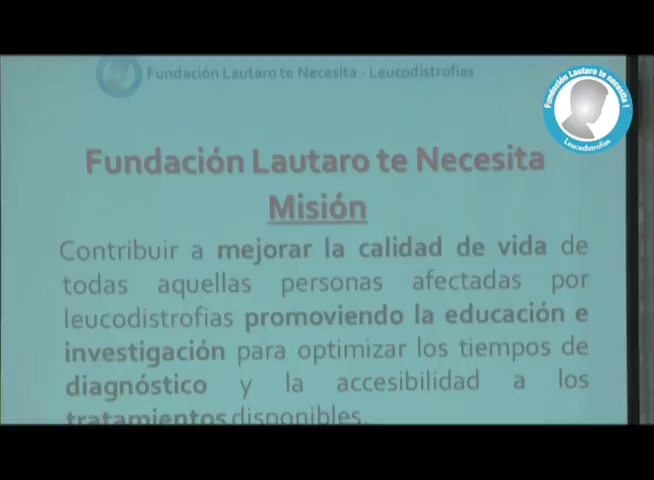 Fundación Lautaro te Necesita - Leucodistrofias
Fundación Lautaro te necesita !
Leucodistrofias
Fundación Lautaro te Necesita
Misión
Contribuir a mejorar la calidad de vida de
todas aquellas personas afectadas por
leucodistrofias promoviendo la educación e
investigación para optimizar los tiempos de
diagnóstico y la accesibilidad a los
tratamientos disponibles.